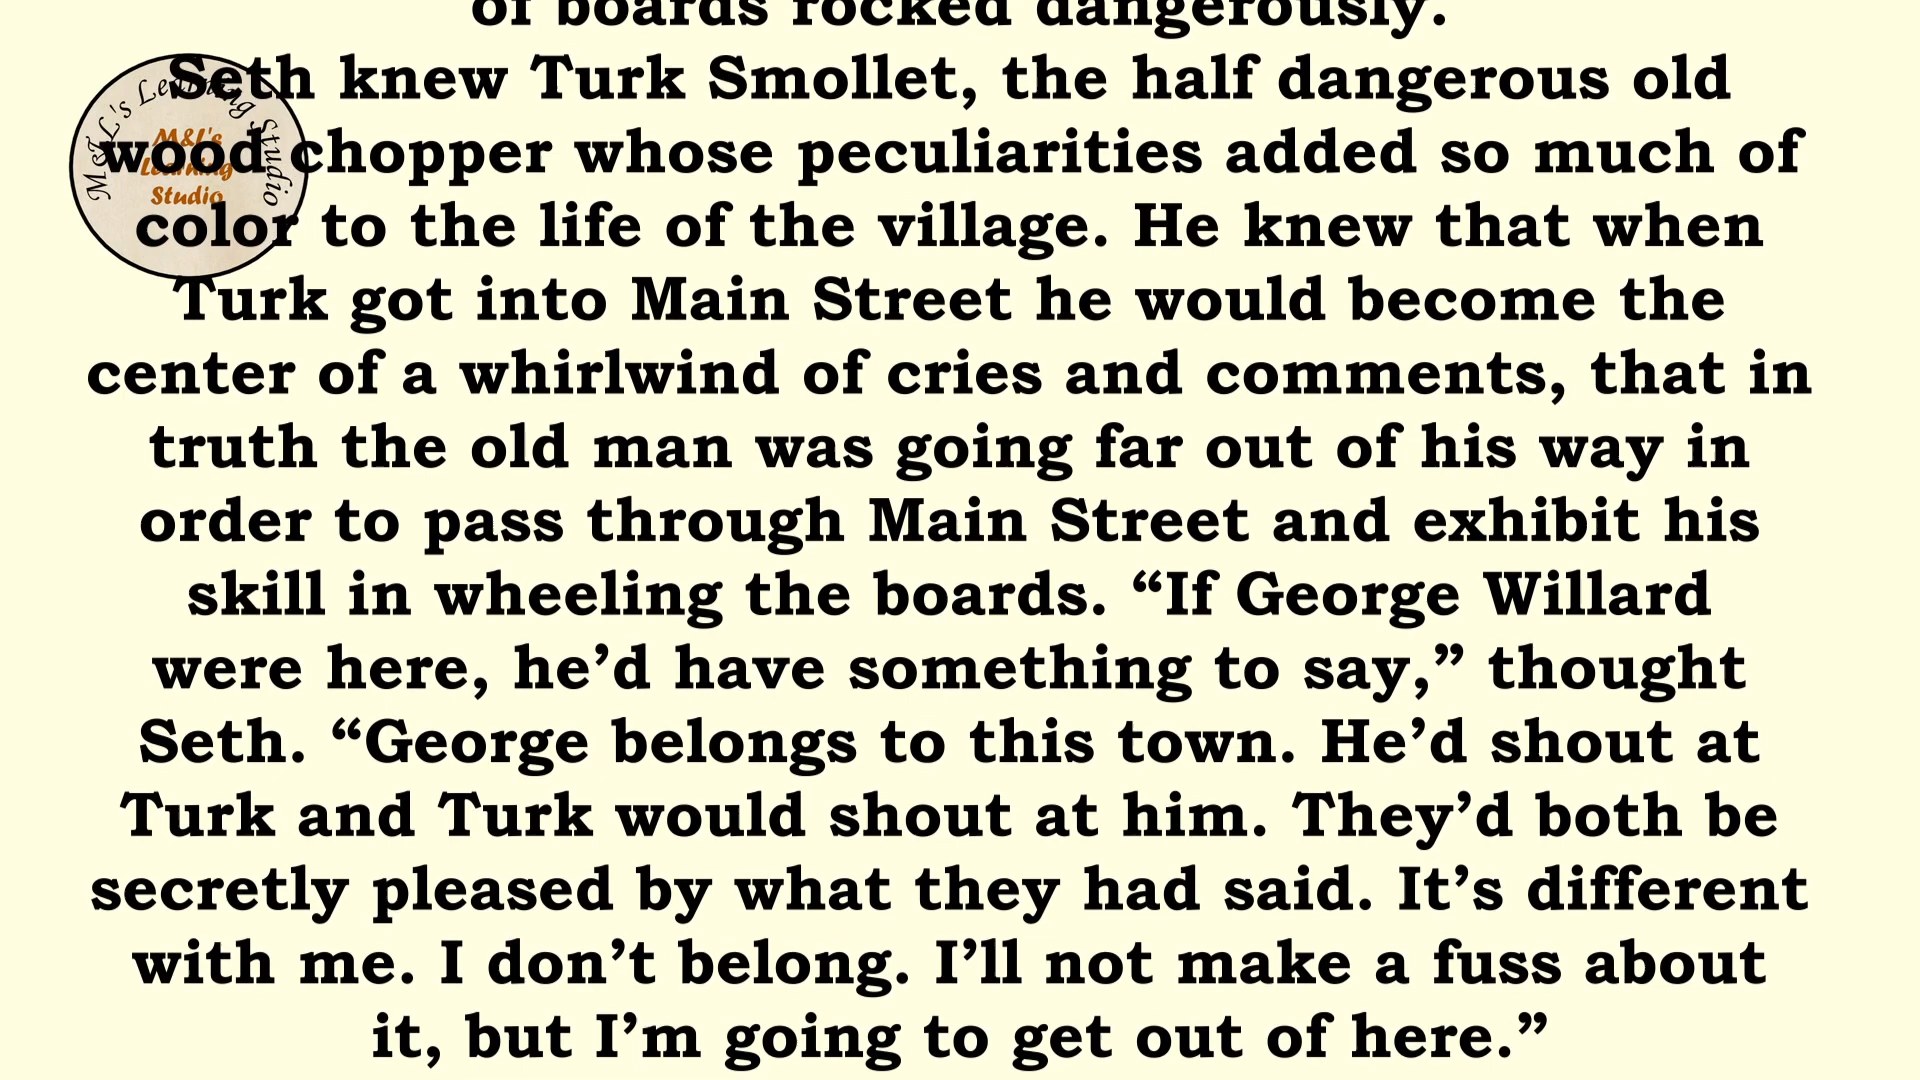 of boards rocked dangerously.
Seth knew Turk Smollet, the half dangerous old
wood chopper whose peculiarities added so much of
color to the life of the village. He knew that when
Turk got into Main Street he would become the
center of a whirlwind of cries and comments, that in
truth the old man was going far out of his way in
order to pass through Main Street and exhibit his
skill in wheeling the boards. “If George Willard
were here, he’d have something to say,” thought
Seth. “George belongs to this town. He’d shout at
Turk and Turk would shout at him. They’d both be
secretly pleased by what they had said. It’s different
with me. I don’t belong. I’ll not make a fuss about
it, but I’m going to get out of here.”
M&L's Learning Studio
M&L's
Learning
Studio